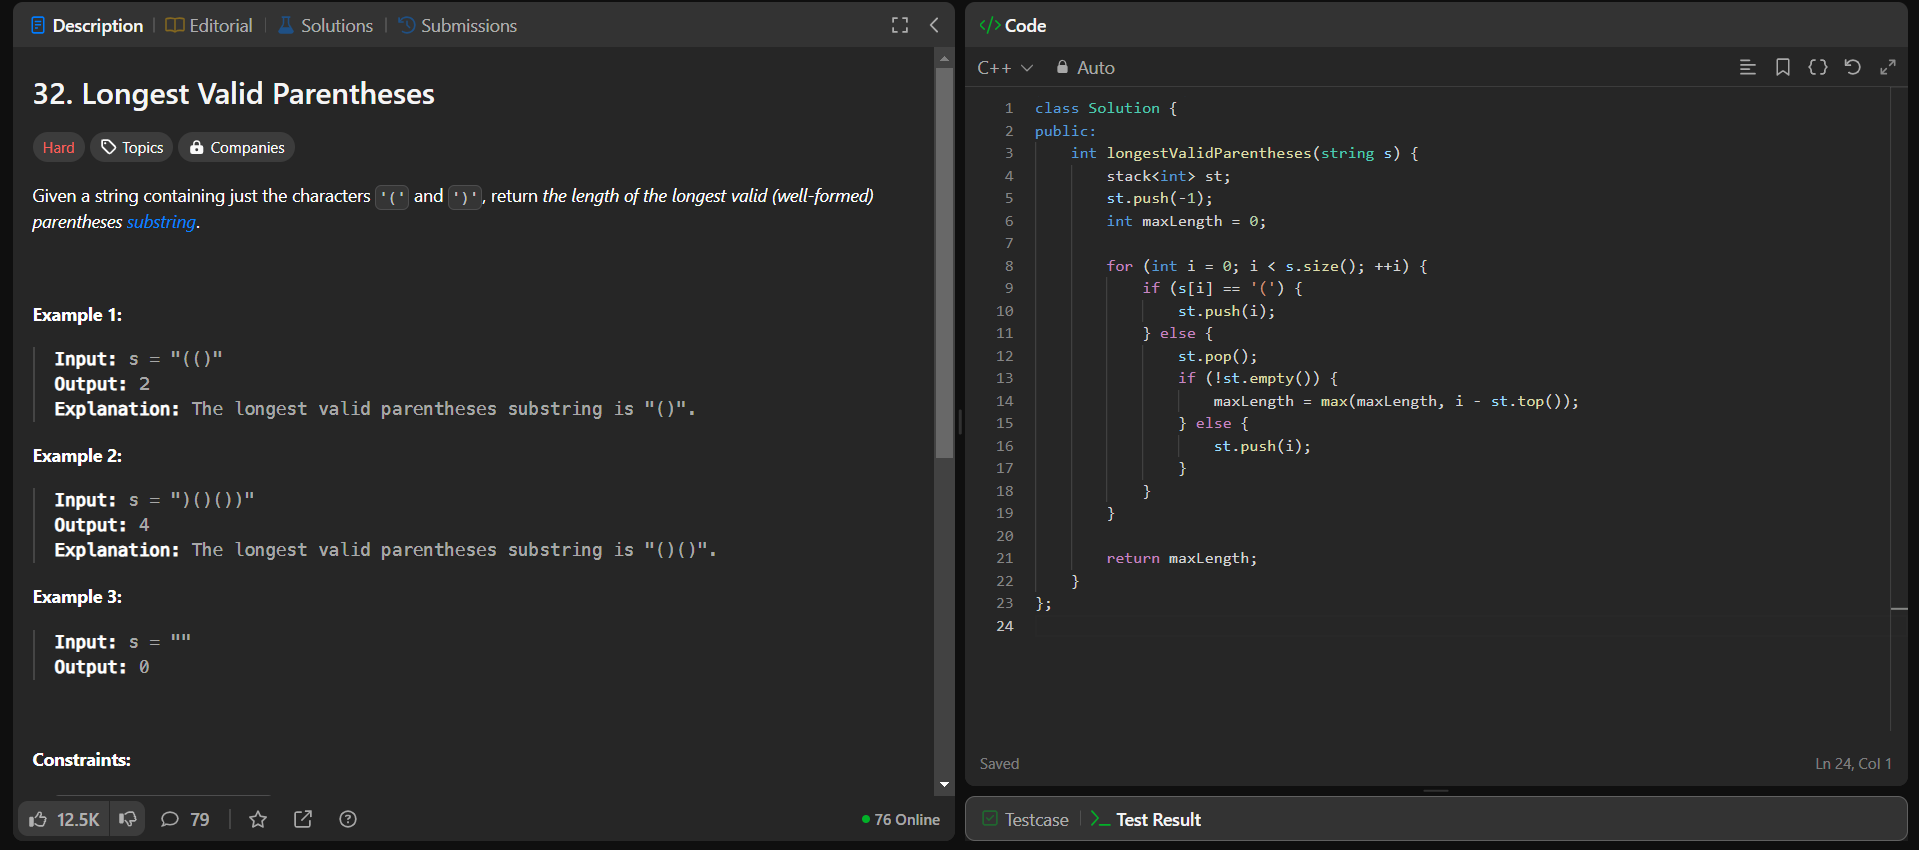 Description | Editorial | Solutions | Submissions
32. Longest Valid Parentheses
Hard Topics Companies
Given a string containing just the characters '(' and ')', return the length of the longest valid (well-formed)
parentheses substring.
Example 1:
Input: s = "(()"
Output: 2
Explanation: The longest valid parentheses substring is "()".
Example 2:
Input: s = ")()())"
Output: 4
Explanation: The longest valid parentheses substring is "()()".
Example 3:
Input: s = ""
Output: 0
Constraints:
12.5K 79 76 Online
</> Code
C++ Auto
1 class Solution {
2 public:
3     int longestValidParentheses(string s) {
4         stack<int> st;
5         st.push(-1);
6         int maxLength = 0;
7
8         for (int i = 0; i < s.size(); ++i) {
9             if (s[i] == '(') {
10                 st.push(i);
11             } else {
12                 st.pop();
13                 if (!st.empty()) {
14                     maxLength = max(maxLength, i - st.top());
15                 } else {
16                     st.push(i);
17                 }
18             }
19         }
20
21         return maxLength;
22     }
23 };
24
Saved Ln 24, Col 1
Testcase | Test Result